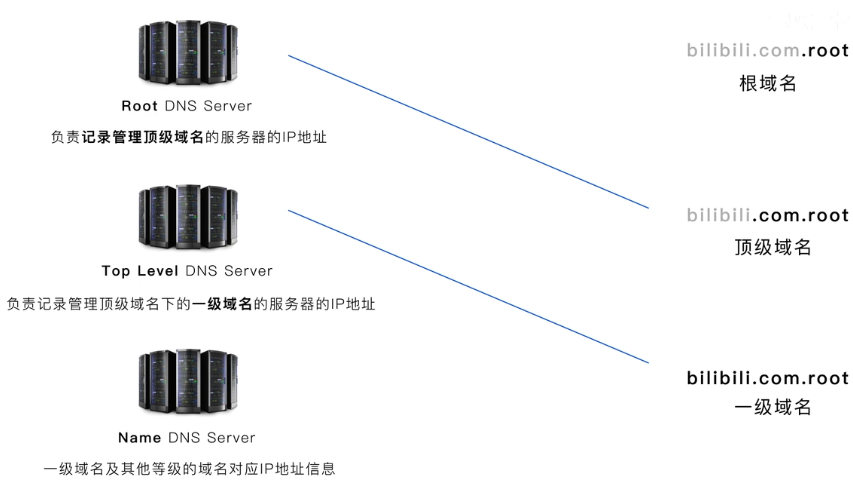 bilibili.com.root
根域名
Root DNS Server
负责记录管理顶级域名的服务器的IP地址
bilibili.com.root
顶级域名
Top Level DNS Server
负责记录管理顶级域名下的一级域名的服务器的IP地址
bilibili.com.root
一级域名
Name DNS Server
一级域名及其他等级的域名对应IP地址信息